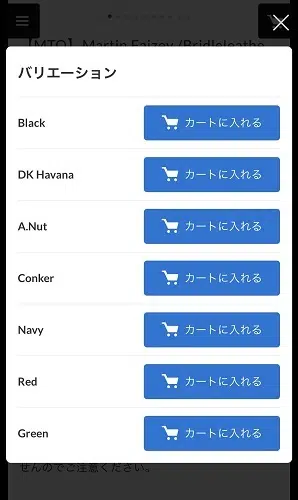 【MTO】Martin Faizey /Bridleleathe
バリエーション
Black
カートに入れる
DK Havana
カートに入れる
A.Nut
カートに入れる
Conker
カートに入れる
Navy
カートに入れる
Red
カートに入れる
Green
カートに入れる
せんのでご注意ください。